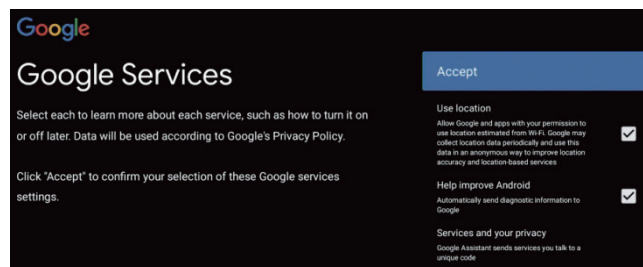 Google
Google Services
Select each to learn more about each service, such as how to turn it on
or off later. Data will be used according to Google's Privacy Policy.
Click "Accept" to confirm your selection of these Google services
settings.
Accept
Use location
Allow Google and apps with your permission to
use location estimated from Wi-Fi. Google may
collect location data periodically and use this
data in an anonymous way to improve location
accuracy and location-based services
Help improve Android
Automatically send diagnostic information to
Google
Services and your privacy
Google Assistant sends services you talk to a
unique code